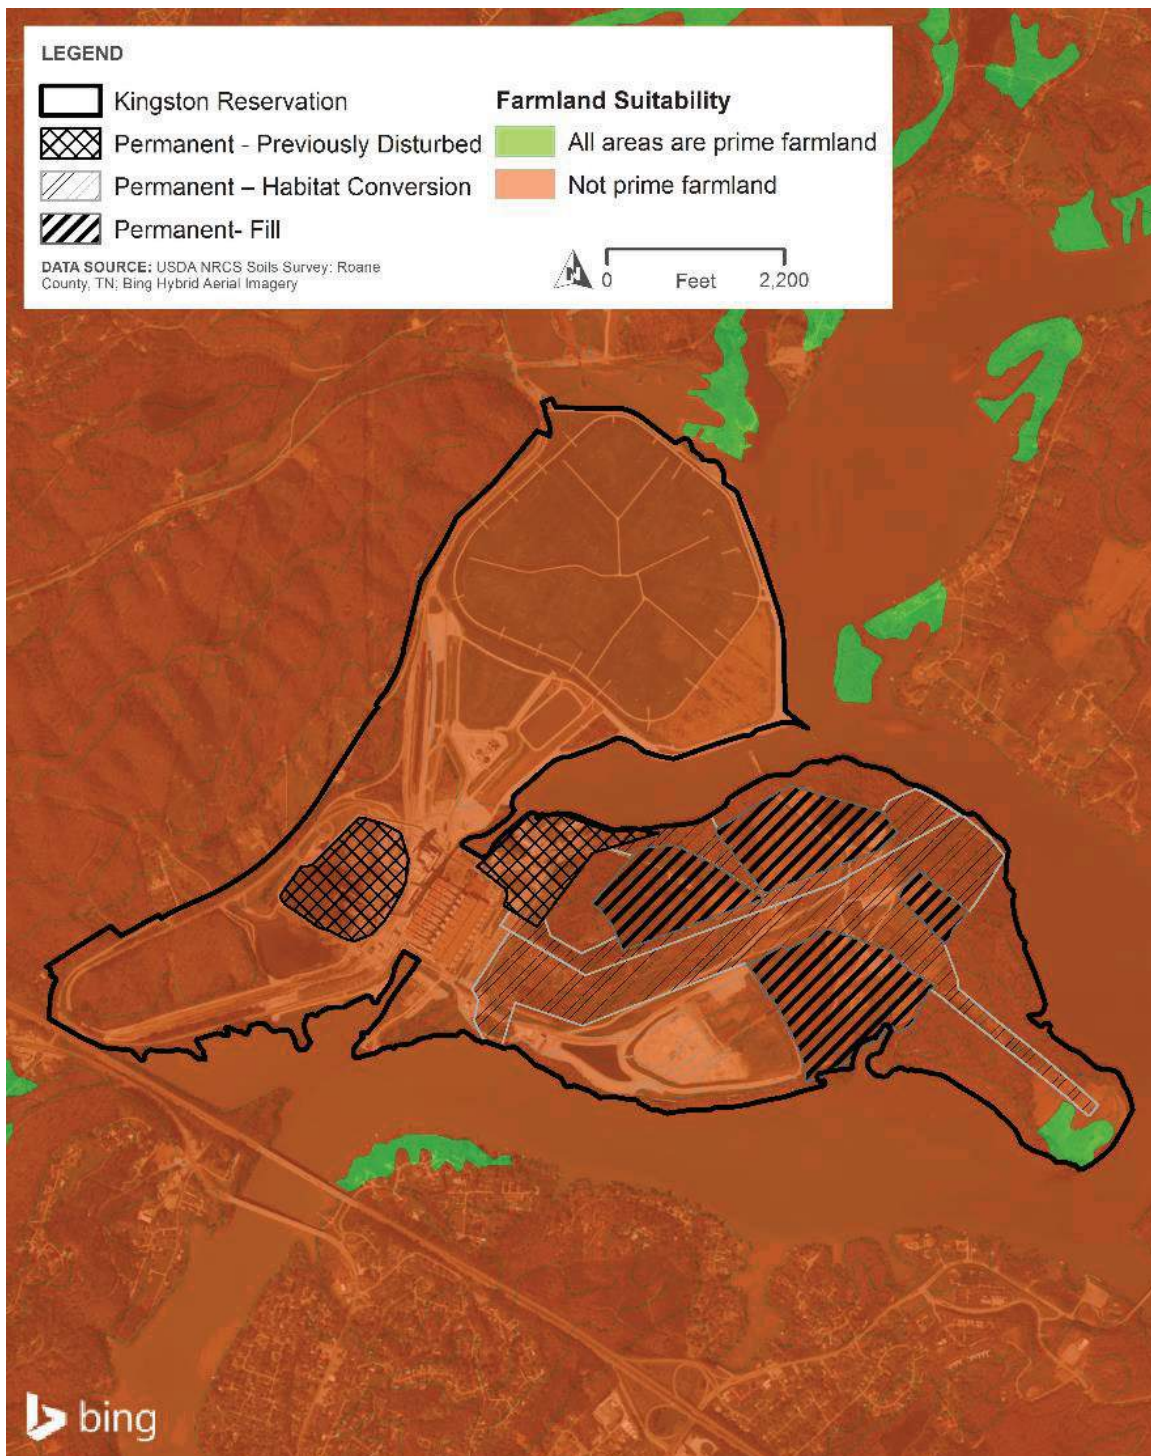 LEGEND
Kingston Reservation
Permanent - Previously Disturbed
Permanent – Habitat Conversion
Permanent- Fill
DATA SOURCE: USDA NRCS Soils Survey: Roane
County, TN; Bing Hybrid Aerial Imagery
Farmland Suitability
All areas are prime farmland
Not prime farmland
N
0 Feet 2,200
bing